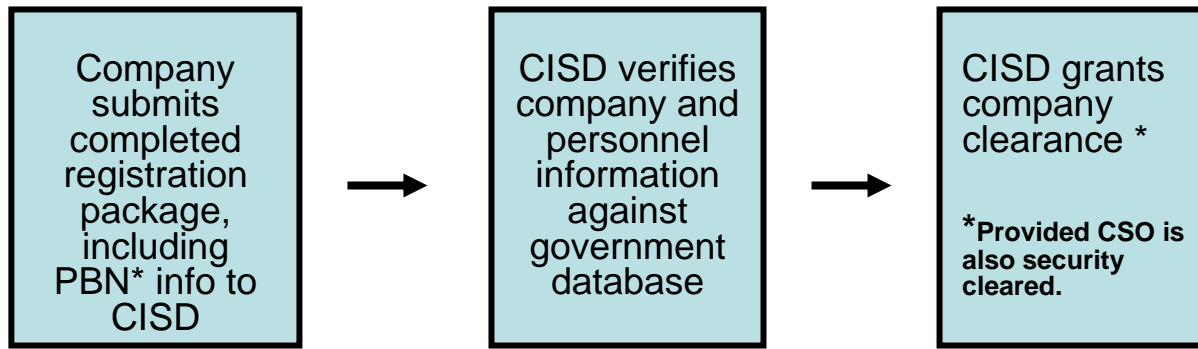 Company
submits
completed
registration
package,
including
PBN* info to
CISD
CISD verifies
company and
personnel
information
against
government
database
CISD grants
company
clearance *
*Provided CSO is
also security
cleared.